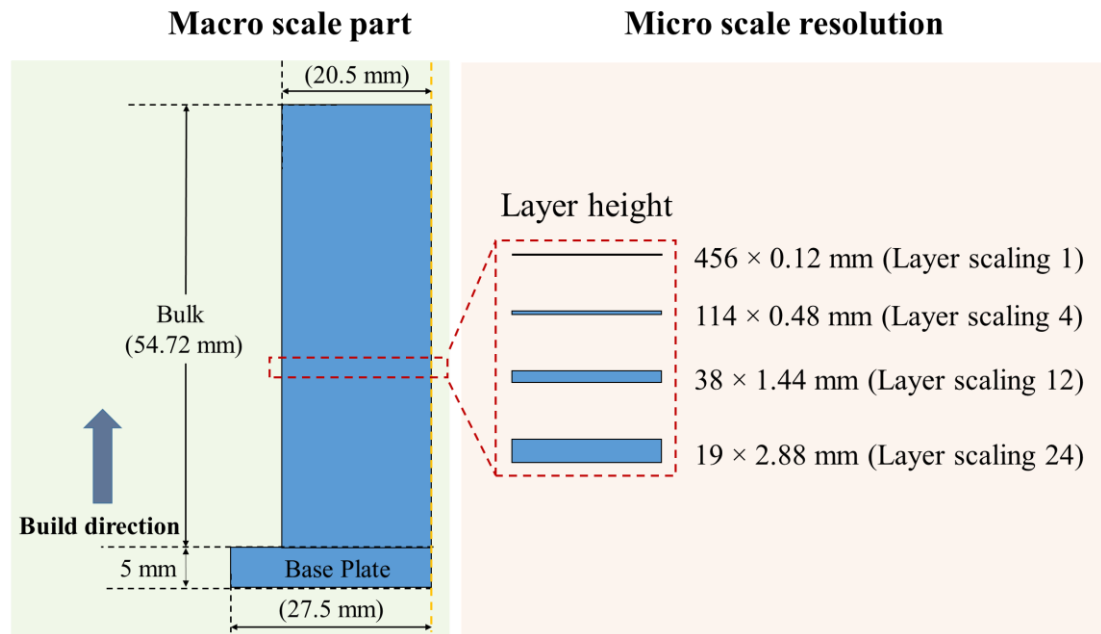 Macro scale part
Micro scale resolution
(20.5 mm)
Layer height
456 × 0.12 mm (Layer scaling 1)
114 × 0.48 mm (Layer scaling 4)
Bulk
(54.72 mm)
38 × 1.44 mm (Layer scaling 12)
19 × 2.88 mm (Layer scaling 24)
Build direction
5 mm
Base Plate
(27.5 mm)